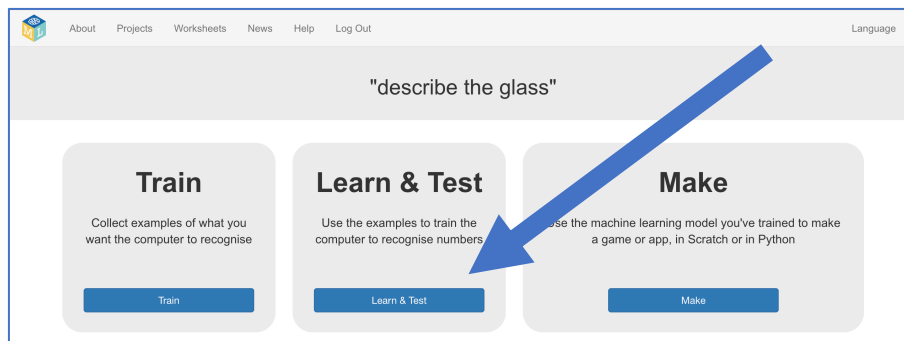 ML
About Projects Worksheets News Help Log Out Language
"describe the glass"
Train
Collect examples of what you
want the computer to recognise
Train
Learn & Test
Use the examples to train the
computer to recognise numbers
Learn & Test
Make
the machine learning model you've trained to make
a game or app, in Scratch or in Python
Make